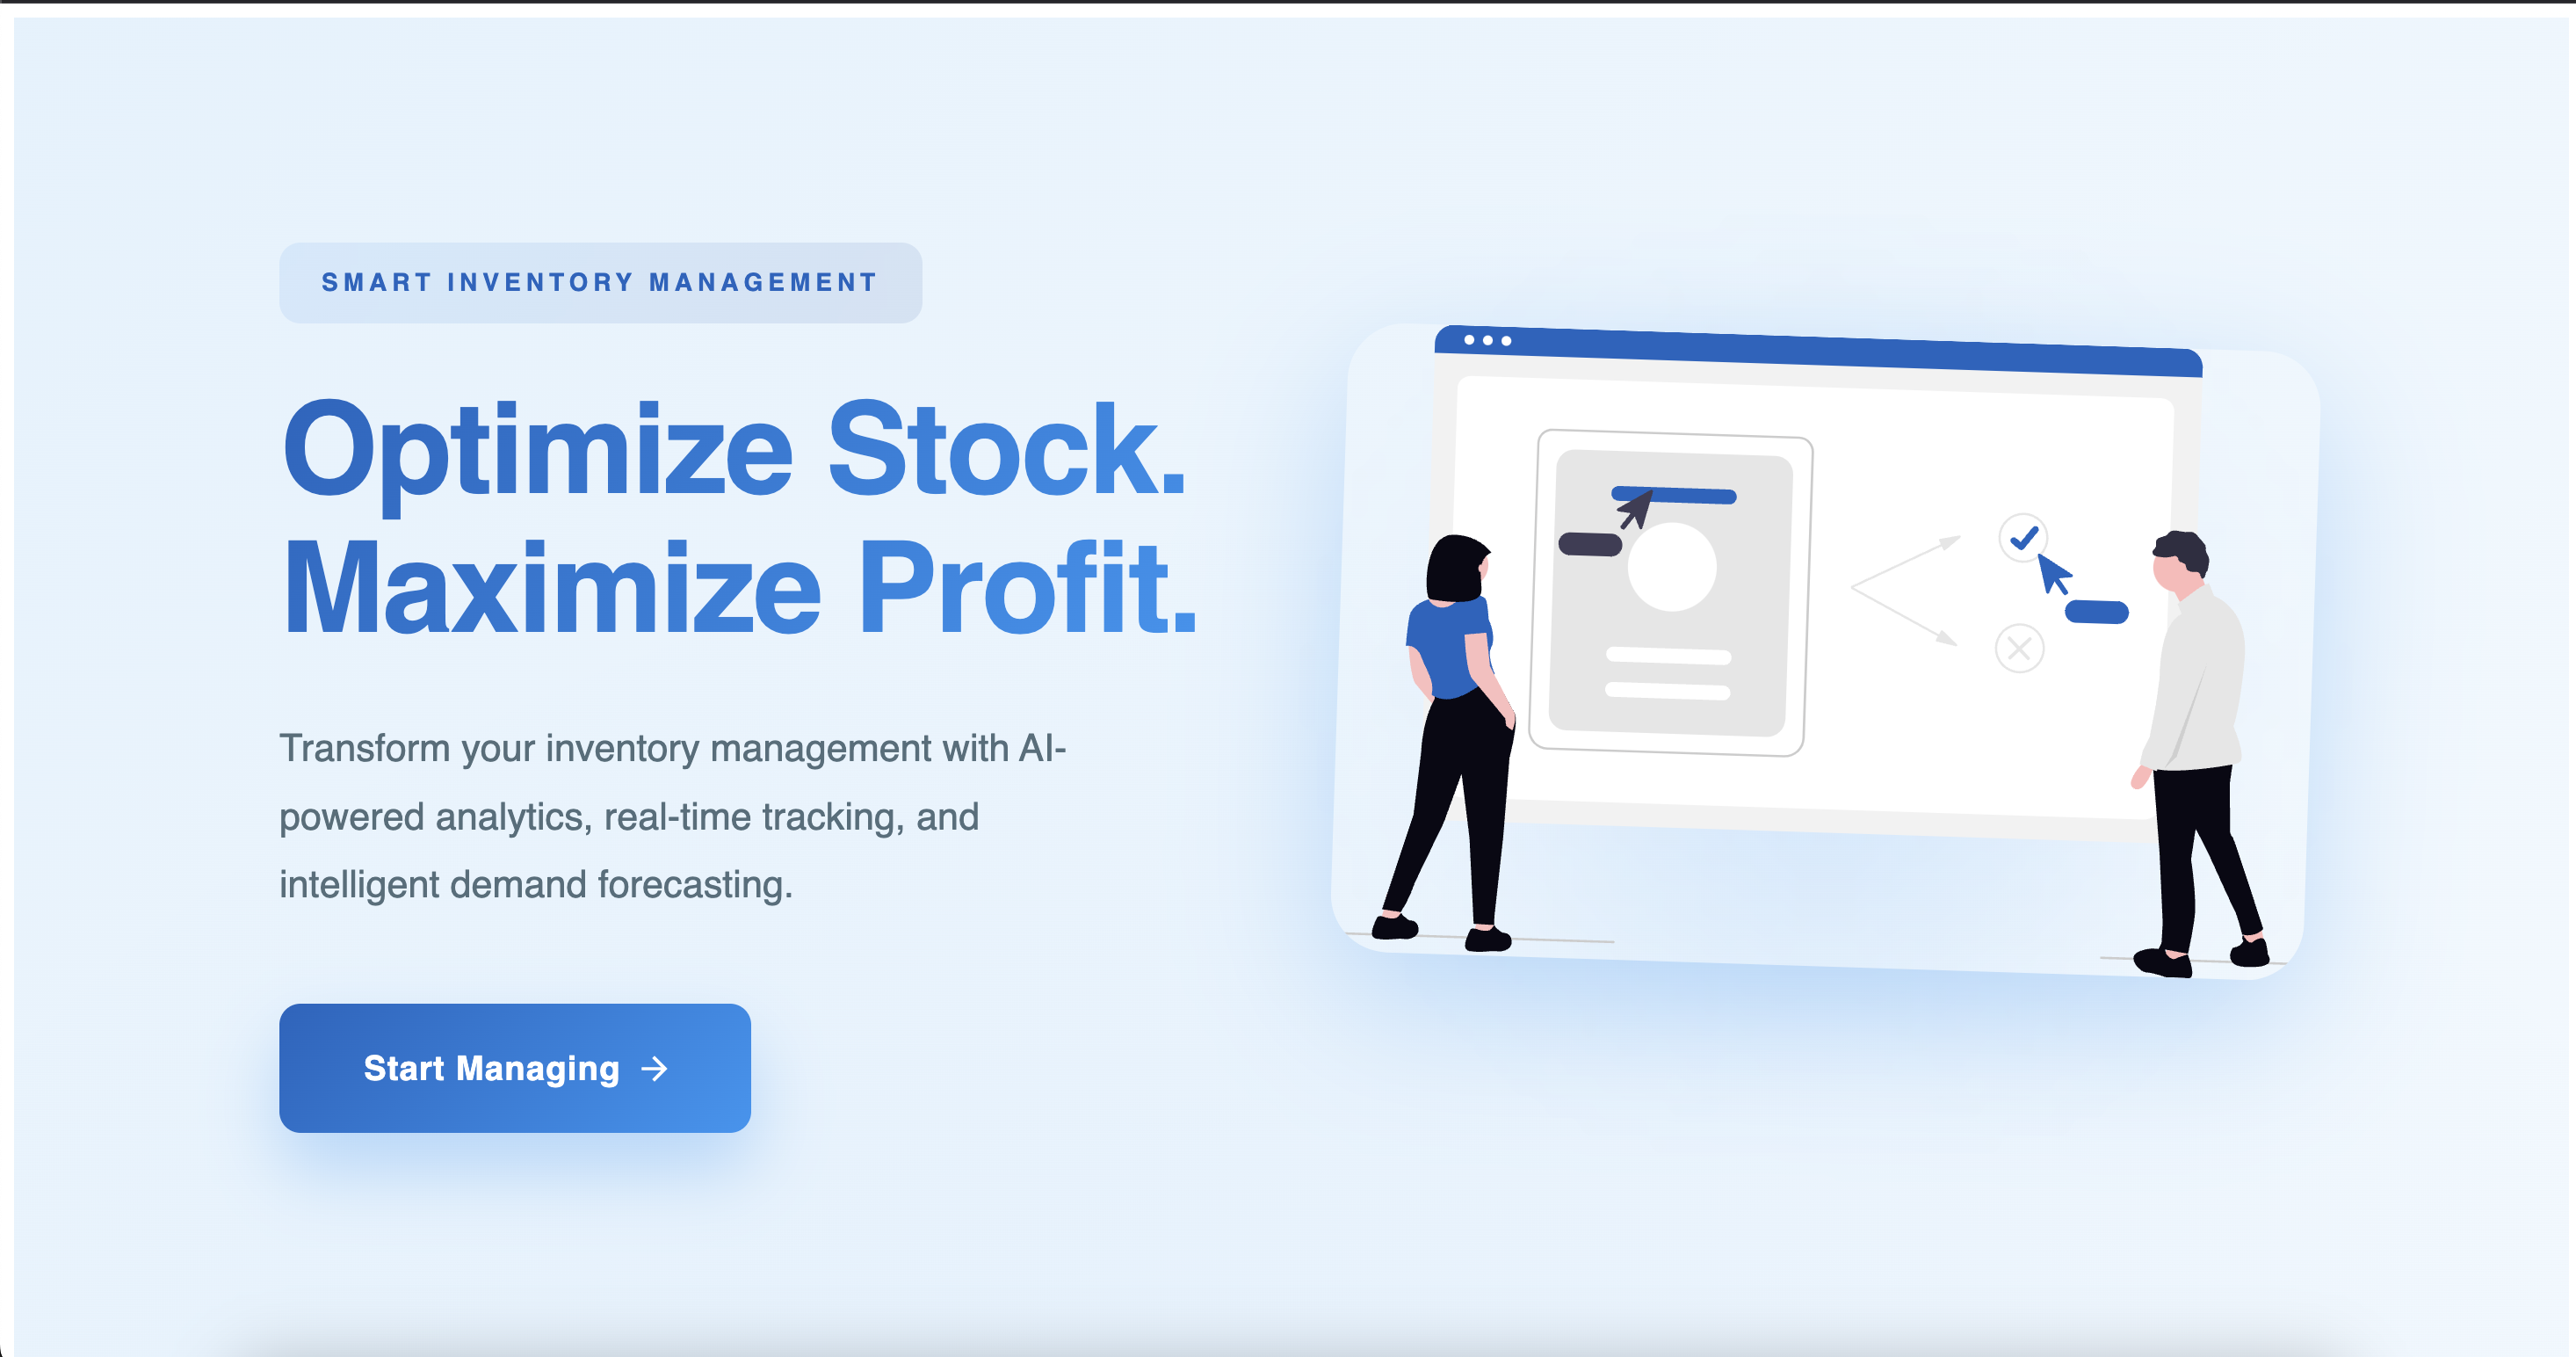 SMART INVENTORY MANAGEMENT
Optimize Stock.
Maximize Profit.
Transform your inventory management with AI-
powered analytics, real-time tracking, and
intelligent demand forecasting.
Start Managing →